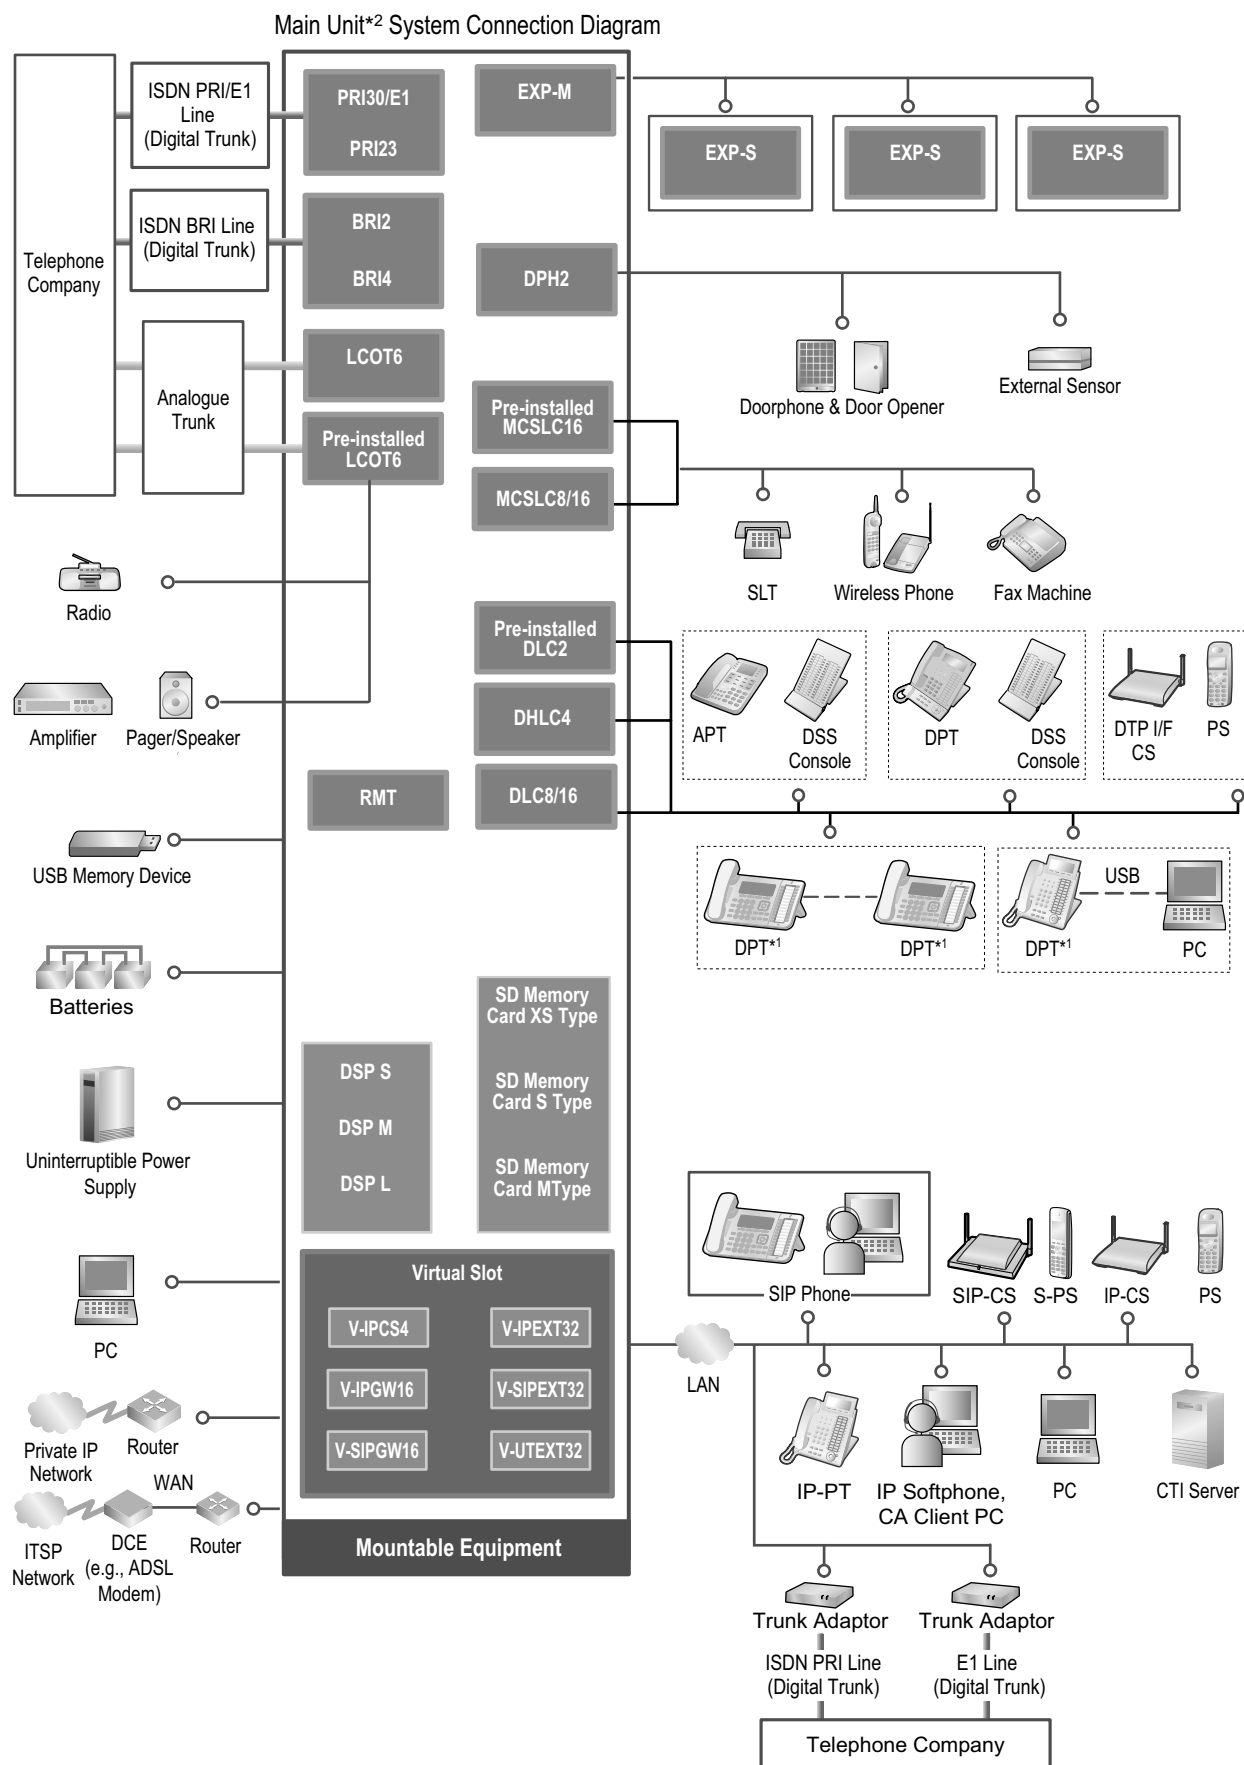 Main Unit*2 System Connection Diagram
Telephone
Company
ISDN PRI/E1
Line
(Digital Trunk)
ISDN BRI Line
(Digital Trunk)
Analogue
Trunk
PRI30/E1
PRI23
BRI2
BRI4
LCOT6
Pre-installed
LCOT6
EXP-M
EXP-S
EXP-S
EXP-S
DPH2
Doorphone & Door Opener
External Sensor
Pre-installed
MCSLC16
MCSLC8/16
SLT
Wireless Phone
Fax Machine
Radio
Amplifier
Pager/Speaker
Pre-installed
DLC2
DHLC4
DLC8/16
RMT
APT
DSS
Console
DPT
DSS
Console
DTP I/F
CS
PS
DPT*1
DPT*1
DPT*1
USB
PC
USB Memory Device
Batteries
Uninterruptible Power
Supply
PC
Private IP
Network
Router
WAN
ITSP
Network
DCE
(e.g., ADSL
Modem)
Router
DSP S
DSP M
DSP L
SD Memory
Card XS Type
SD Memory
Card S Type
SD Memory
Card MType
Virtual Slot
V-IPCS4
V-IPEXT32
V-IPGW16
V-SIPEXT32
V-SIPGW16
V-UTEXT32
Mountable Equipment
LAN
SIP Phone
SIP-CS
S-PS
IP-CS
PS
IP-PT
IP Softphone,
CA Client PC
PC
CTI Server
Trunk Adaptor
Trunk Adaptor
ISDN PRI Line
(Digital Trunk)
E1 Line
(Digital Trunk)
Telephone Company